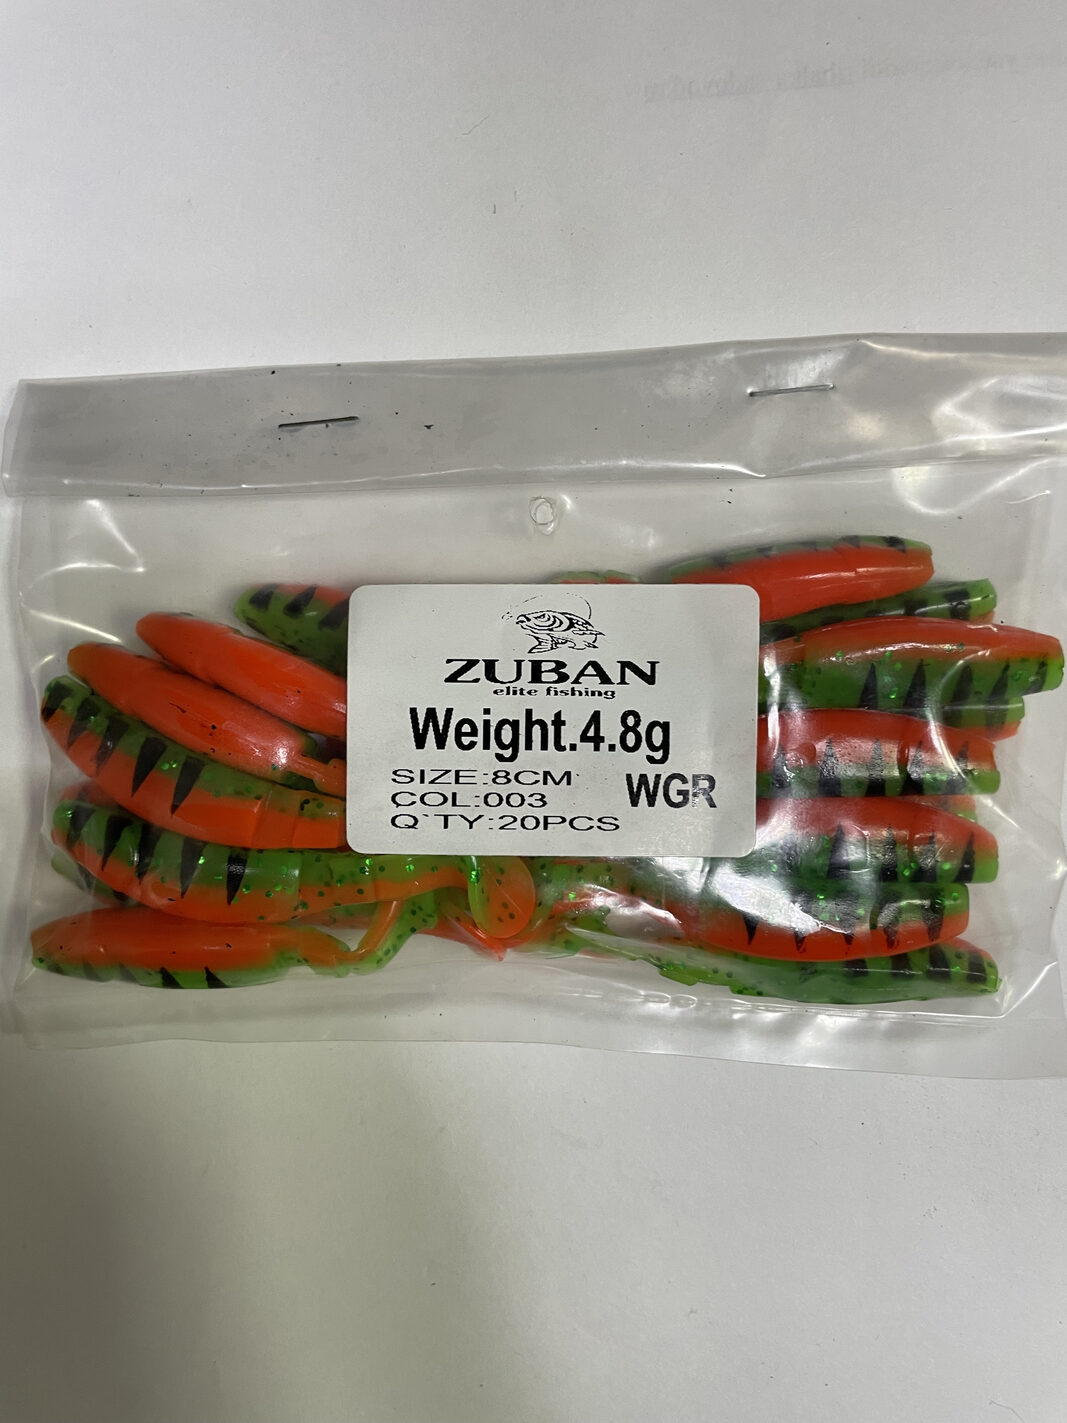 ZUBAN
elite fishing
Weight.4.8g
SIZE:8CM WGR
COL:003
Q`TY:20PCS